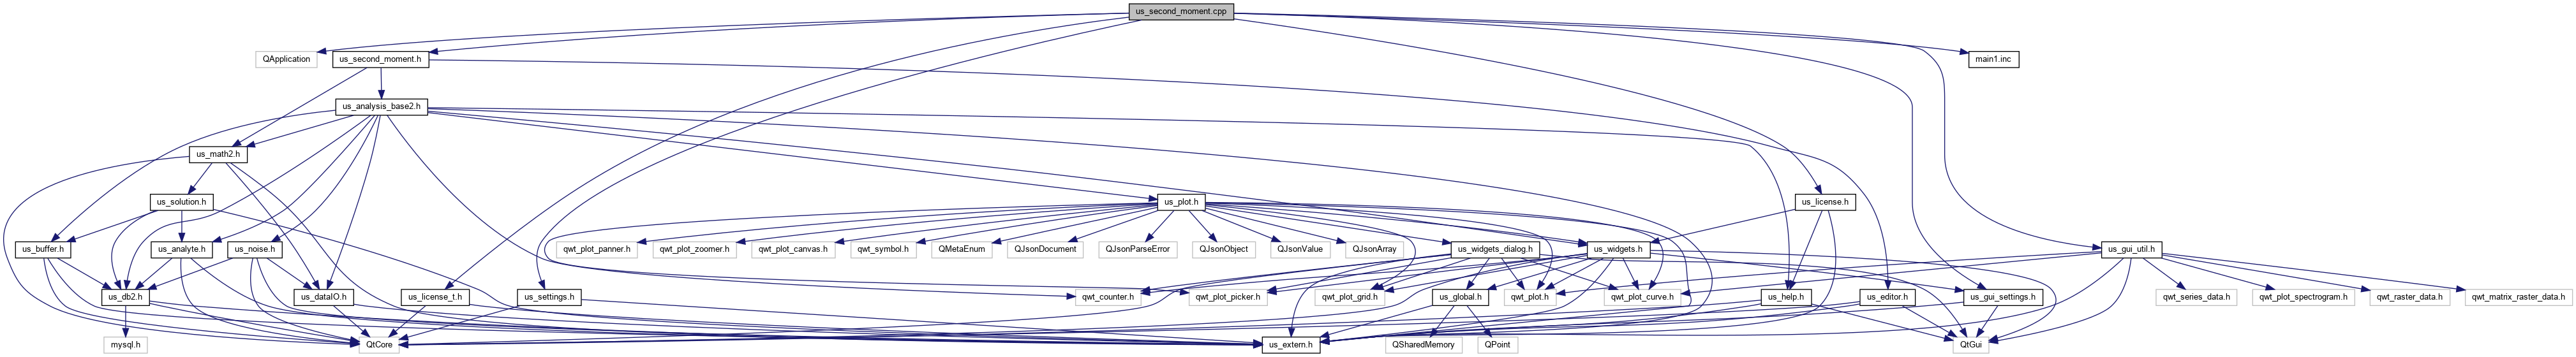 us_second_moment.cpp
QApplication
us_second_moment.h
main1.inc
us_analysis_base2.h
us_math2.h
us_solution.h
us_plot.h
us_license.h
us_buffer.h
us_analyte.h
us_noise.h
qwt_plot_panner.h
qwt_plot_zoomer.h
qwt_plot_canvas.h
qwt_symbol.h
QMetaEnum
QJsonDocument
QJsonParseError
QJsonObject
QJsonValue
QJsonArray
us_widgets_dialog.h
us_widgets.h
us_gui_util.h
us_db2.h
us_dataIO.h
us_license_t.h
us_settings.h
qwt_counter.h
qwt_plot_picker.h
qwt_plot_grid.h
us_global.h
qwt_plot.h
qwt_plot_curve.h
us_help.h
us_editor.h
us_gui_settings.h
qwt_series_data.h
qwt_plot_spectrogram.h
qwt_raster_data.h
qwt_matrix_raster_data.h
mysql.h
QtCore
us_extern.h
QSharedMemory
QPoint
QtGui